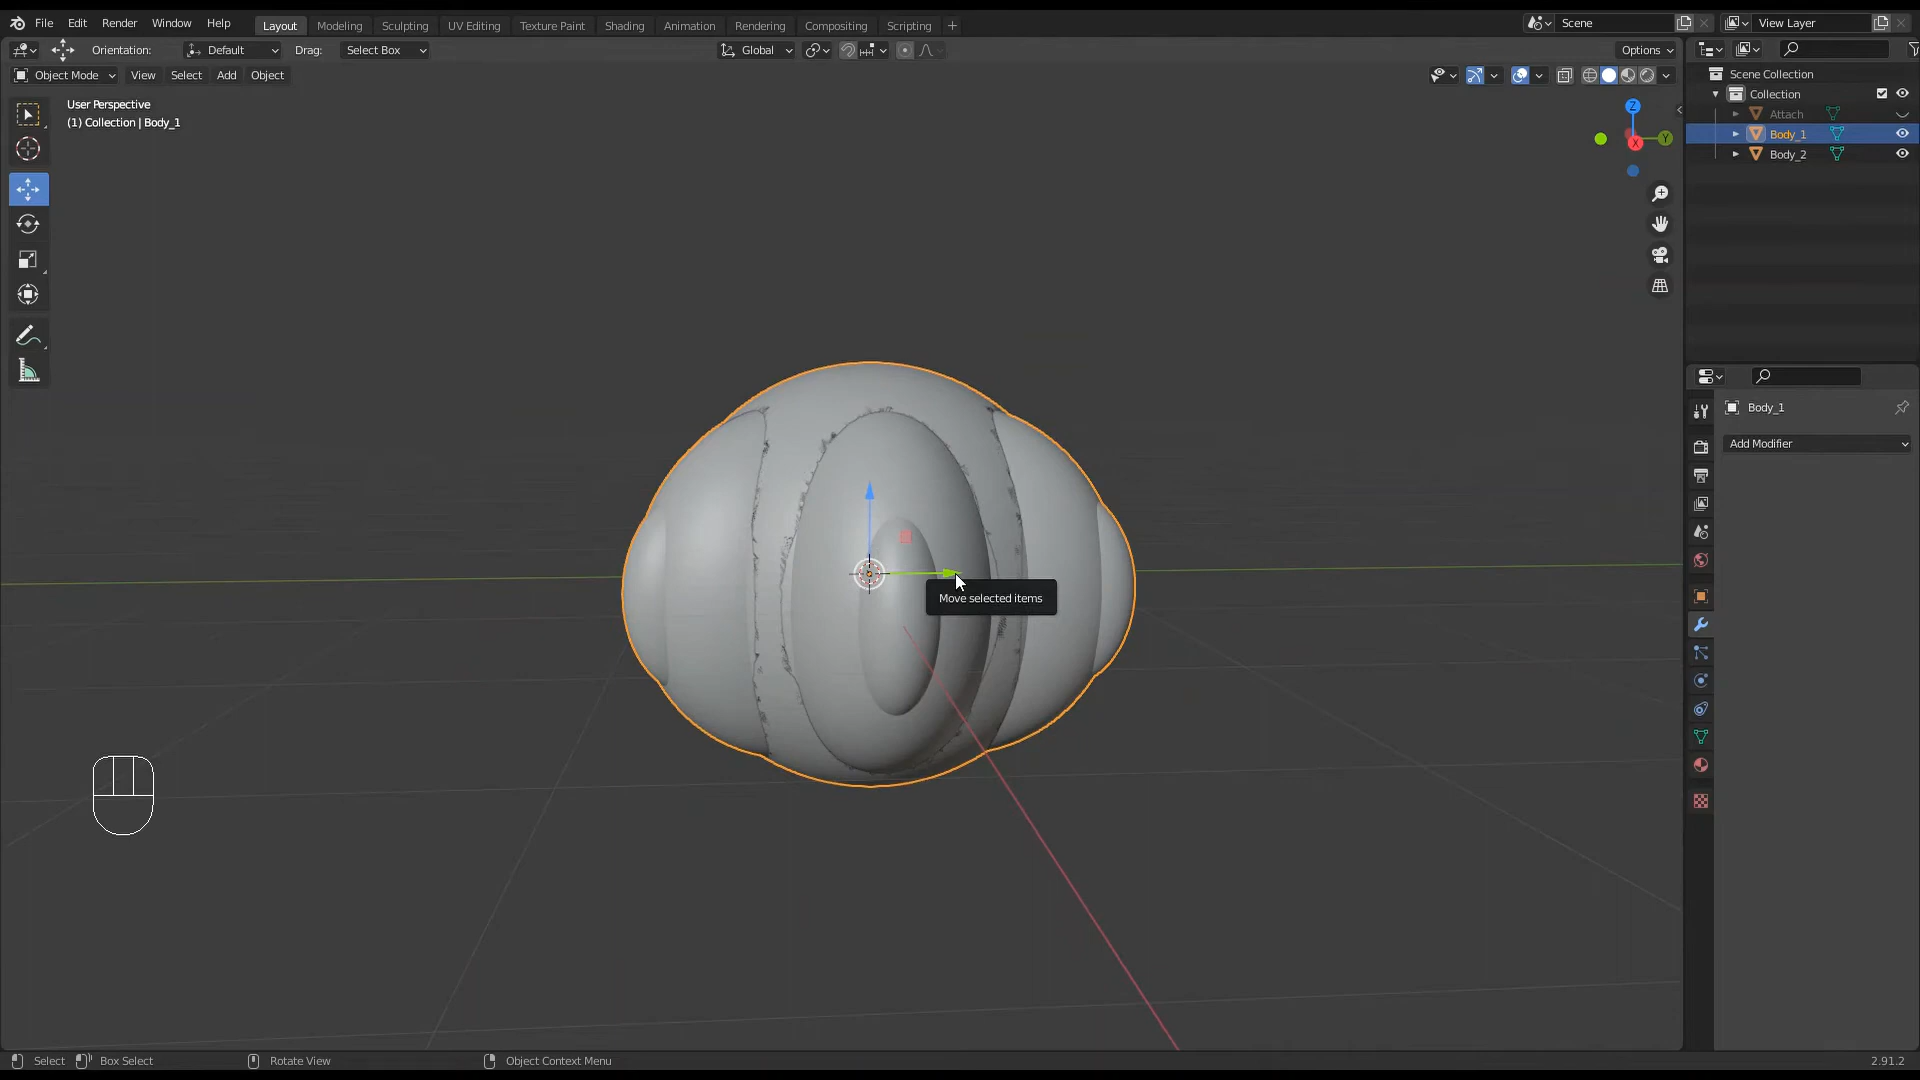 File Edit Render Window Help Layout Modeling Sculpting UV Editing Texture Paint Shading Animation Rendering Compositing Scripting + Scene View Layer
Orientation: Default Drag: Select Box Global Options
Object Mode View Select Add Object
User Perspective
(1) Collection | Body_1
Z
Y
X
Scene Collection
Collection
Attach
Body_1
Body_2
Body_1
Add Modifier
Move selected items
Select Box Select Rotate View Object Context Menu 2.91.2